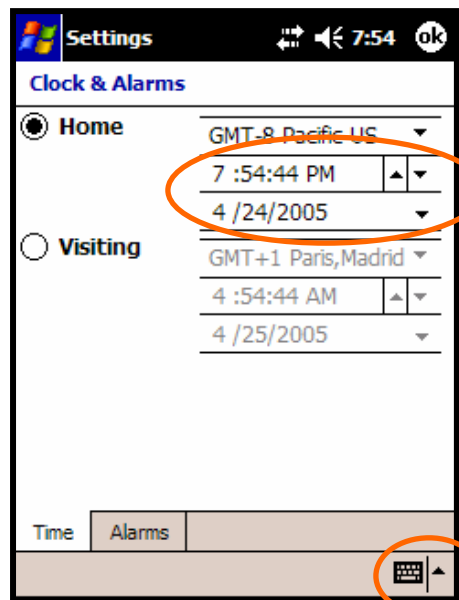 Settings 7:54 ok
Clock & Alarms
Home GMT-8 Pacific US
7 :54:44 PM
4 /24/2005
Visiting GMT+1 Paris,Madrid
4 :54:44 AM
4 /25/2005
Time Alarms